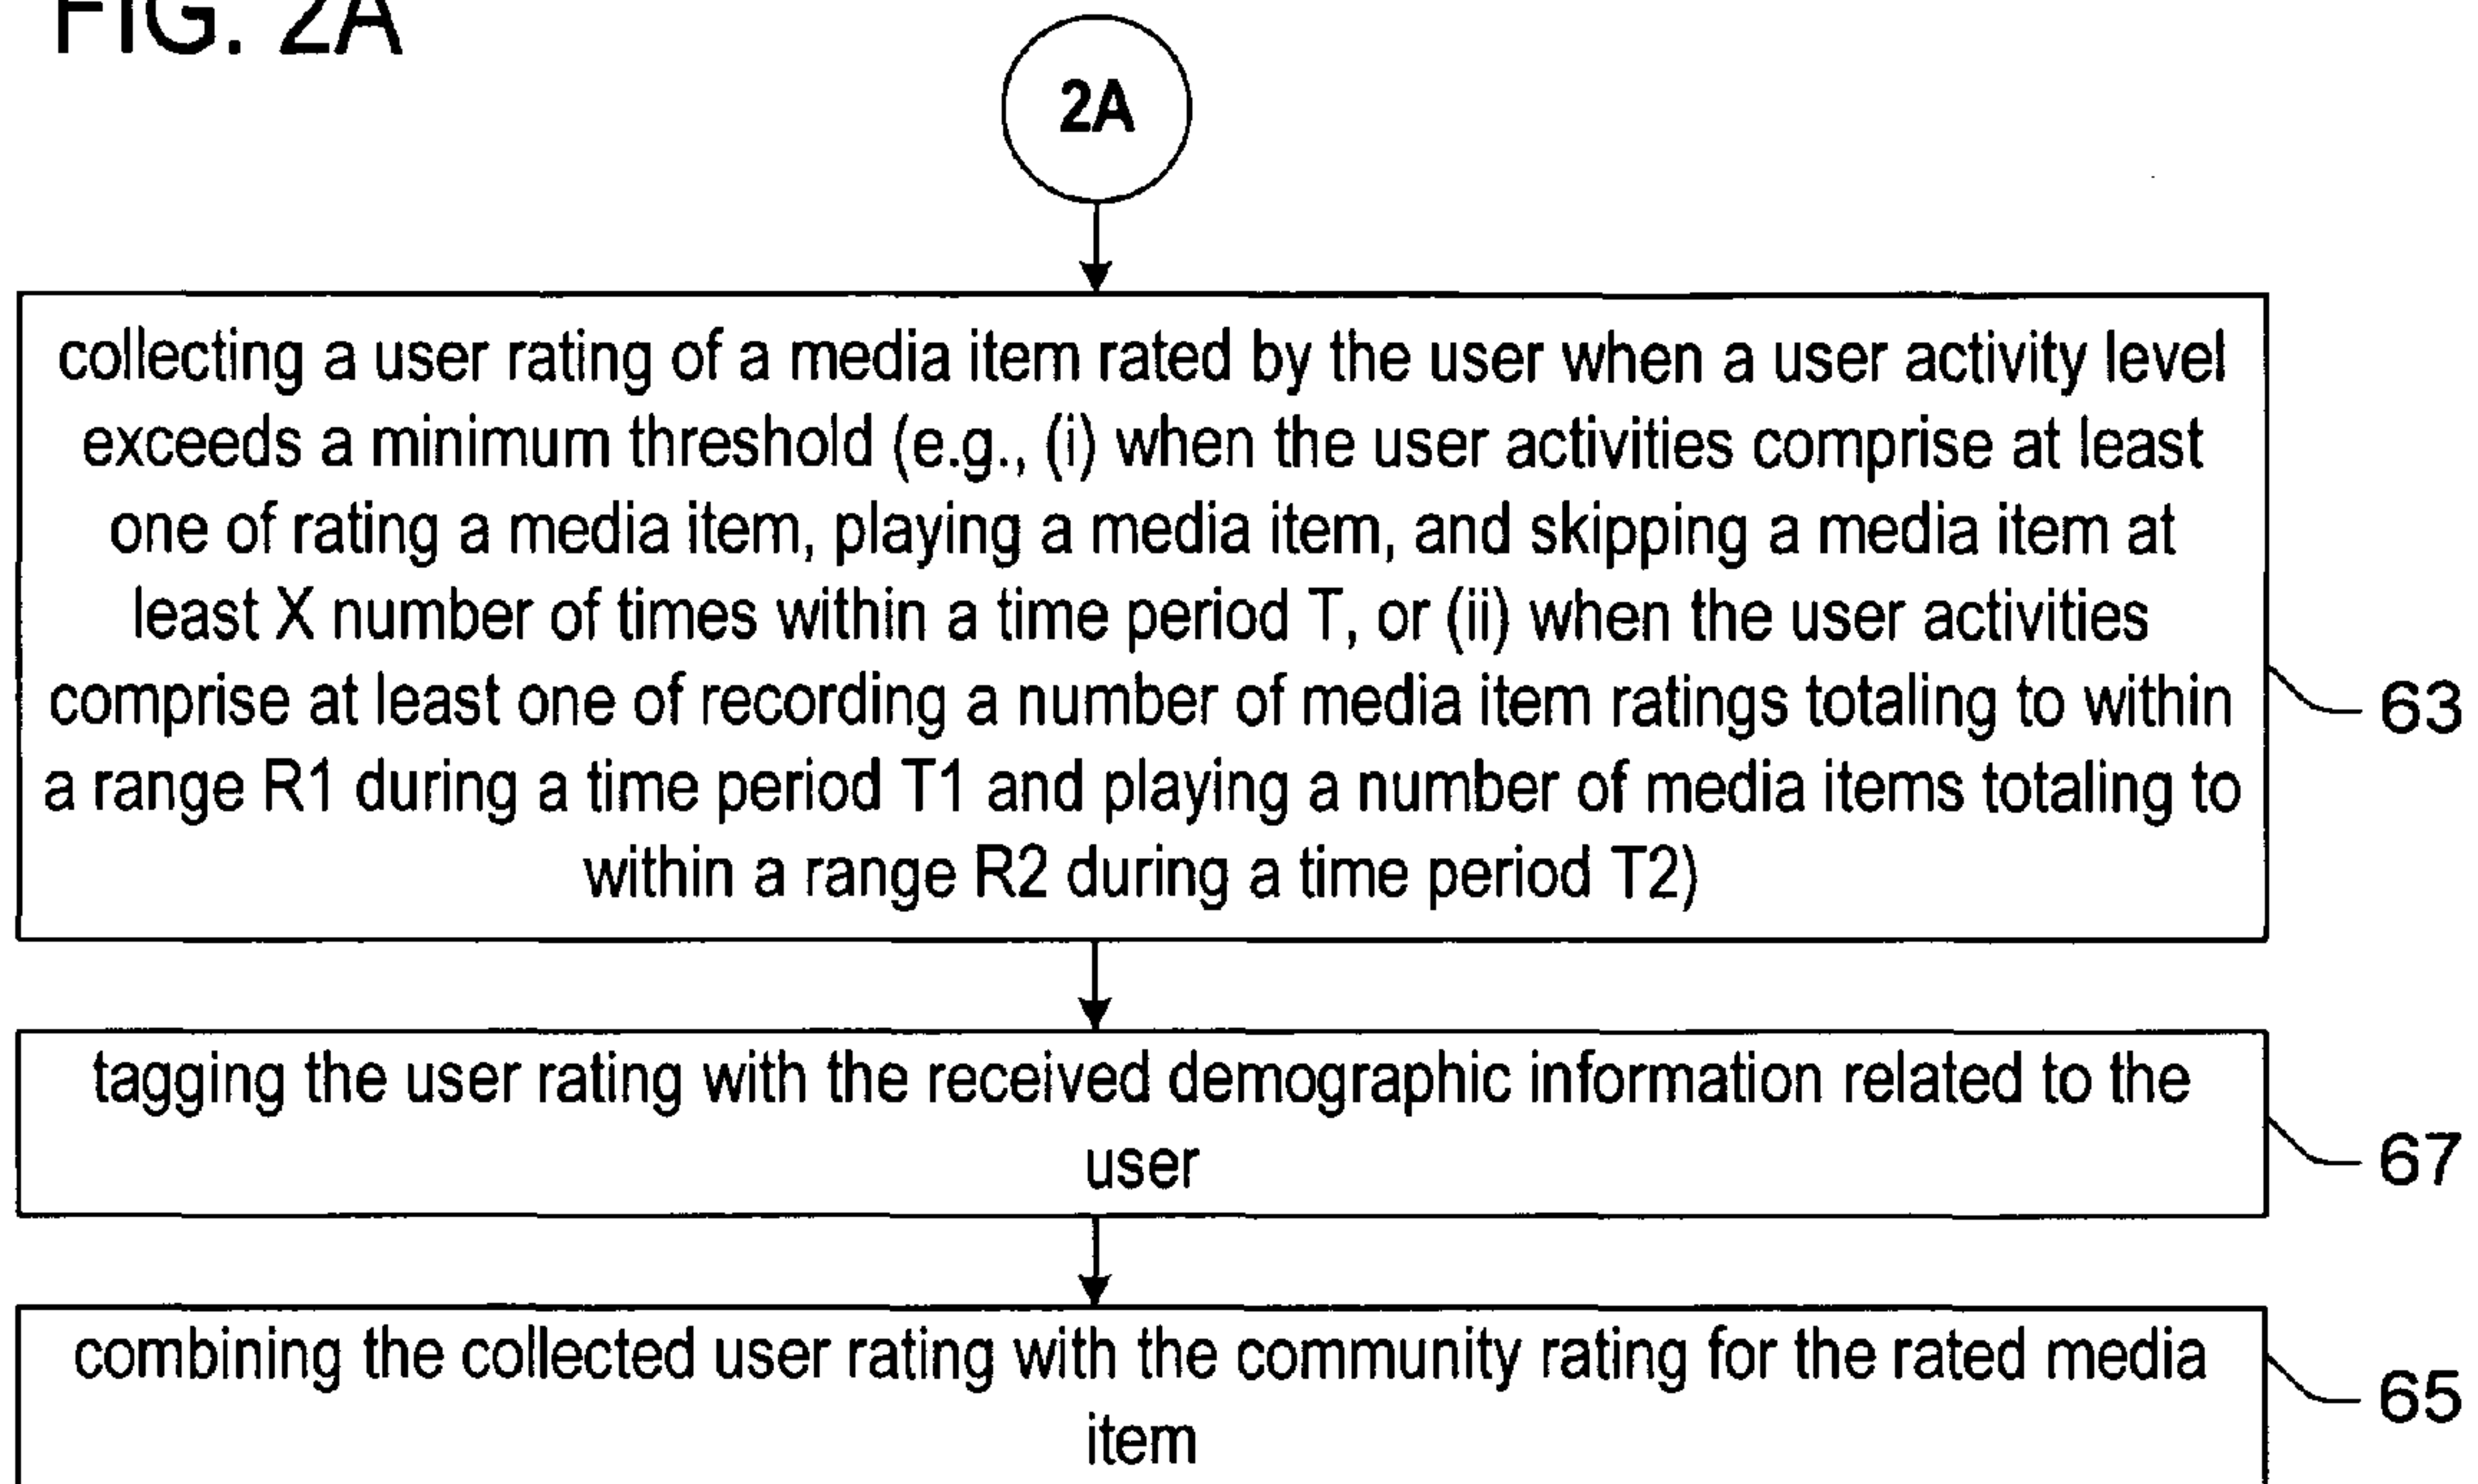 FIG. 2A
2A
collecting a user rating of a media item rated by the user when a user activity level
exceeds a minimum threshold (e.g., (i) when the user activities comprise at least
one of rating a media item, playing a media item, and skipping a media item at
least X number of times within a time period T, or (ii) when the user activities
comprise at least one of recording a number of media item ratings totaling to within
a range R1 during a time period T1 and playing a number of media items totaling to
within a range R2 during a time period T2)
63
tagging the user rating with the received demographic information related to the
user
67
combining the collected user rating with the community rating for the rated media
item
65